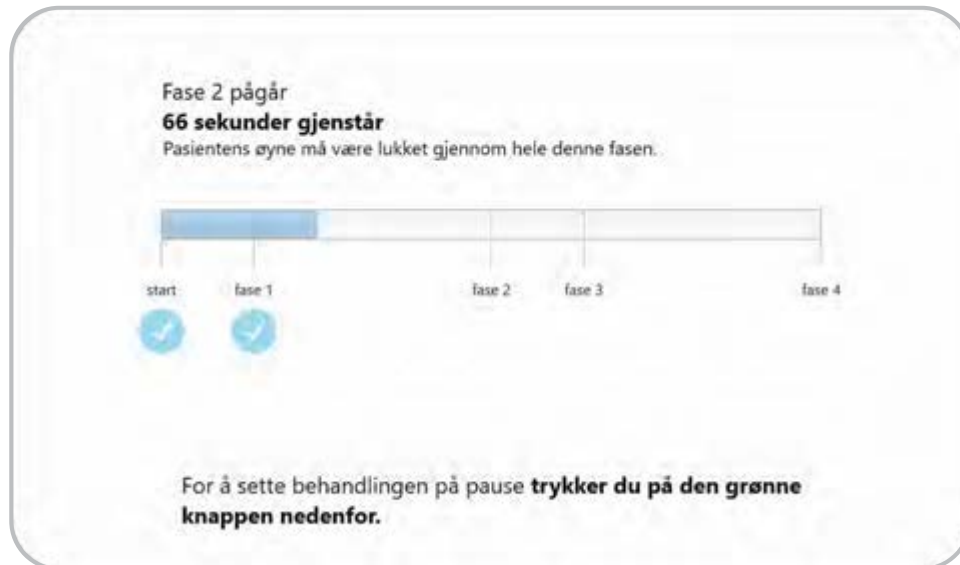 Fase 2 pågår
66 sekunder gjenstår
Pasientens øyne må være lukket gjennom hele denne fasen.
start fase 1 fase 2 fase 3 fase 4
For å sette behandlingen på pause trykker du på den grønne
knappen nedenfor.